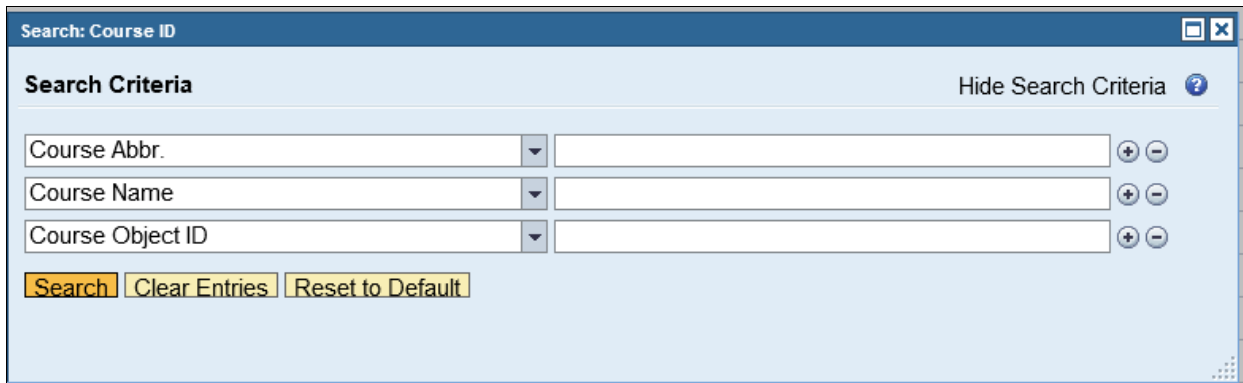 Search: Course ID
Search Criteria Hide Search Criteria ?
Course Abbr.
Course Name
Course Object ID
Search Clear Entries Reset to Default